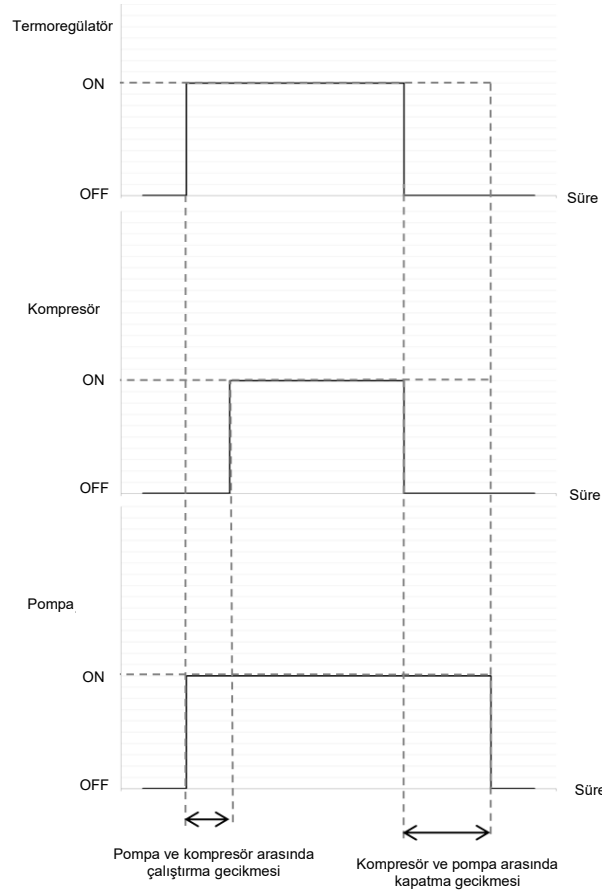 Termoregülatör
ON
OFF
Süre
Kompresör
ON
OFF
Süre
Pompa
ON
OFF
Süre
Pompa ve kompresör arasında
çalıştırma gecikmesi
Kompresör ve pompa arasında
kapatma gecikmesi